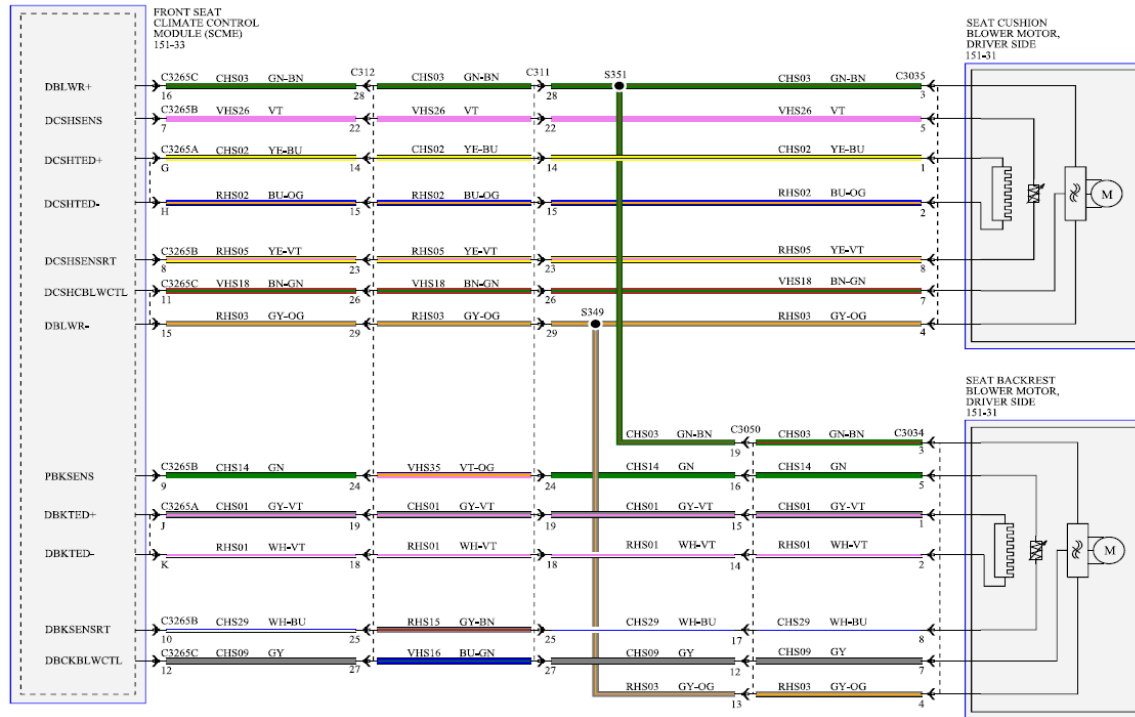 FRONT SEAT
CLIMATE CONTROL
MODULE (SCME)
151-33
SEAT CUSHION
BLOWER MOTOR,
DRIVER SIDE
151-31
DBLWR+ C3265C CHS03 GN-BN C312 CHS03 GN-BN C311 S351 CHS03 GN-BN C3035
16 28 28 3
DCSHSENS C3265B VHS26 VT VHS26 VT VHS26 VT
7 22 22 5
DCSHTED+ C3265A CHS02 YE-BU CHS02 YE-BU CHS02 YE-BU
G 14 14 1
DCSHTED- RHS02 BU-OG RHS02 BU-OG RHS02 BU-OG
H 15 15 2
M
DCSHSENSRT C3265B RHS05 YE-VT RHS05 YE-VT RHS05 YE-VT
8 23 23 8
DCSHCBLWCTL C3265C VHS18 BN-GN VHS18 BN-GN VHS18 BN-GN
11 26 26 7
DBLWR- RHS03 GY-OG RHS03 GY-OG S349 RHS03 GY-OG
15 29 29 4
SEAT BACKREST
BLOWER MOTOR,
DRIVER SIDE
151-31
CHS03 GN-BN C3050 CHS03 GN-BN C3034
19 3
PBKSENS C3265B CHS14 GN VHS35 VT-OG CHS14 GN CHS14 GN
9 24 24 16 5
DBKTED+ C3265A CHS01 GY-VT CHS01 GY-VT CHS01 GY-VT CHS01 GY-VT
J 19 19 15 1
DBKTED- RHS01 WH-VT RHS01 WH-VT RHS01 WH-VT RHS01 WH-VT
K 18 18 14 2
M
DBKSENSRT C3265B CHS29 WH-BU RHS15 GY-BN CHS29 WH-BU CHS29 WH-BU
10 25 25 17 8
DBCKBLWCTL C3265C CHS09 GY VHS16 BU-GN CHS09 GY CHS09 GY
12 27 27 12 7
RHS03 GY-OG RHS03 GY-OG
13 4